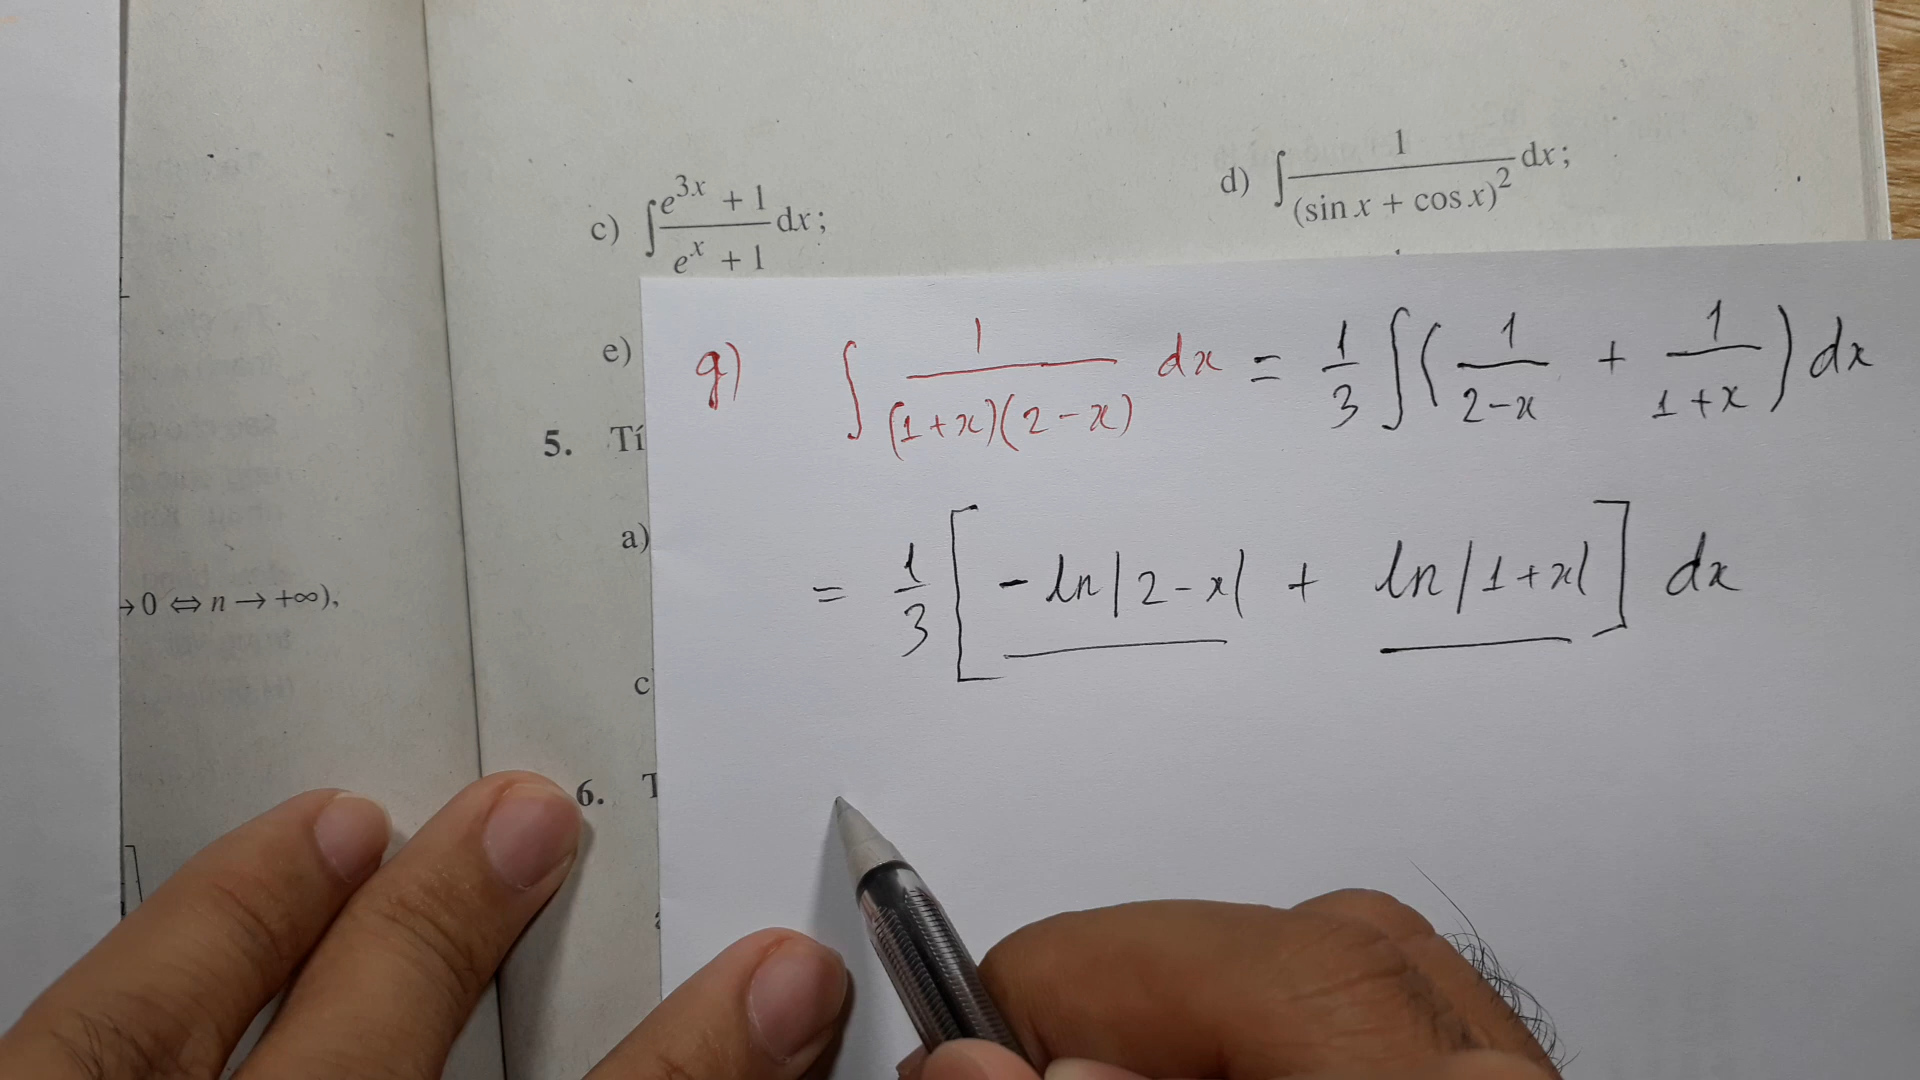 c) ∫ (e^{3x} + 1)/(e^x + 1) dx;
d) ∫ 1/(sin x + cos x)^2 dx;
e)
g) ∫ 1/((1+x)(2-x)) dx = 1/3 ∫ (1/(2-x) + 1/(1+x)) dx
5. Tí
a)
= 1/3 [-ln|2-x| + ln|1+x|] dx
→ 0 ⇔ n → +∞),
c
6. T